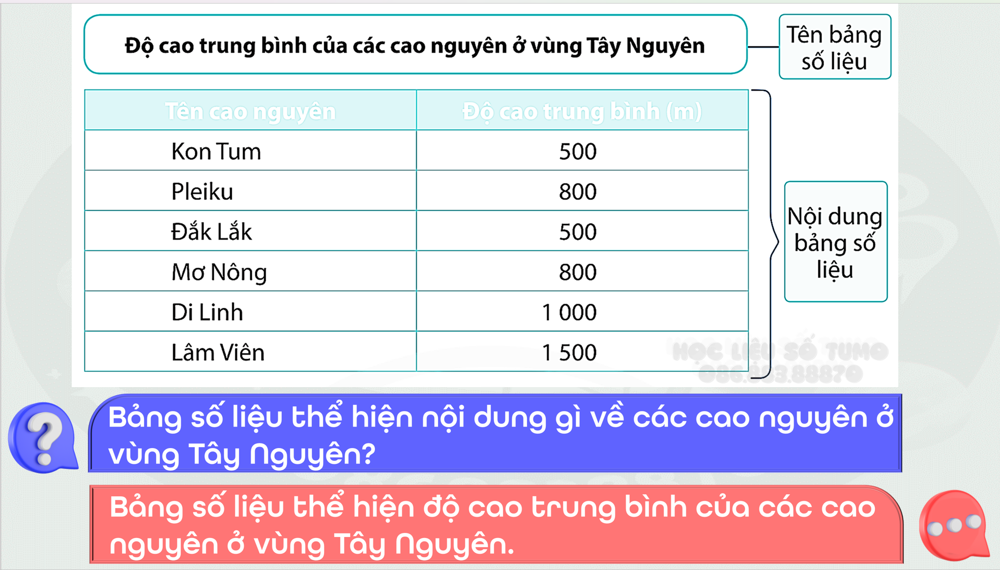 Độ cao trung bình của các cao nguyên ở vùng Tây Nguyên
Tên bảng
số liệu
Tên cao nguyên Độ cao trung bình (m)
Kon Tum 500
Pleiku 800
Đắk Lắk 500
Mơ Nông 800
Di Linh 1 000
Lâm Viên 1 500
Nội dung
bảng số
liệu
HỌC LIỆU SỐ TUMO
086.883.88870
Bảng số liệu thể hiện nội dung gì về các cao nguyên ở
vùng Tây Nguyên?
Bảng số liệu thể hiện độ cao trung bình của các cao
nguyên ở vùng Tây Nguyên.